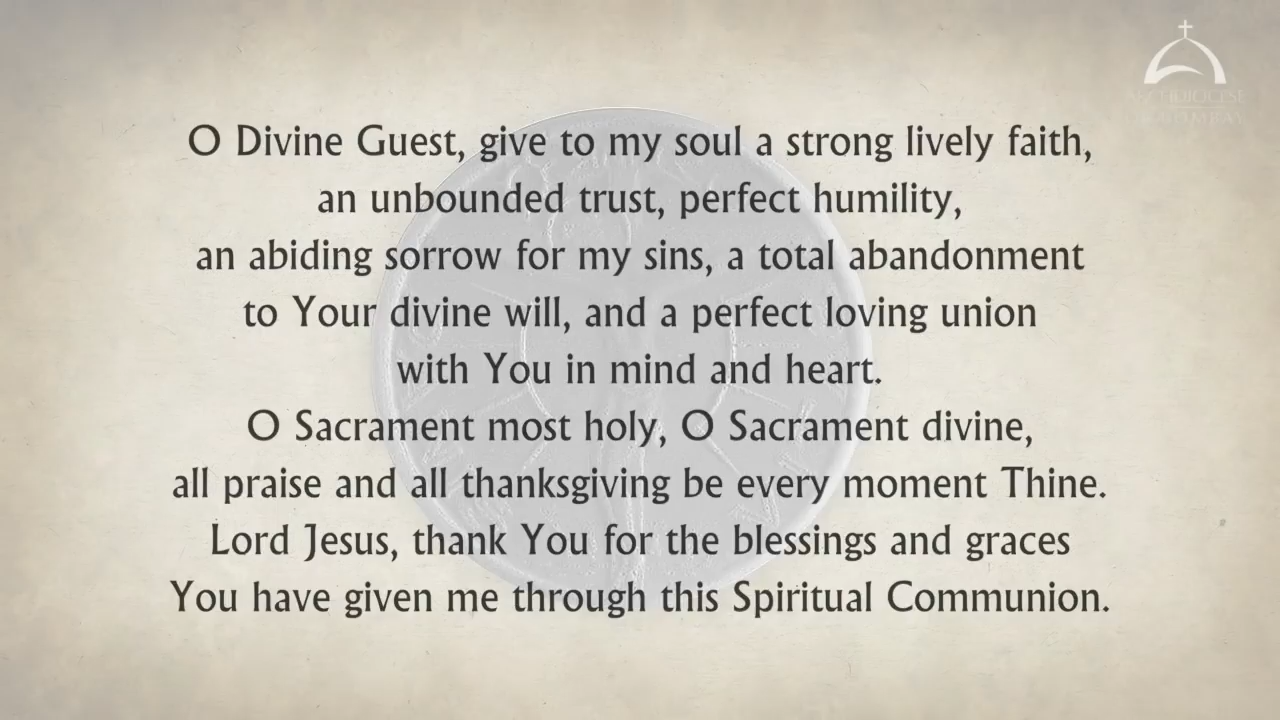 O Divine Guest, give to my soul a strong lively faith,
an unbounded trust, perfect humility,
an abiding sorrow for my sins, a total abandonment
to Your divine will, and a perfect loving union
with You in mind and heart.
O Sacrament most holy, O Sacrament divine,
all praise and all thanksgiving be every moment Thine.
Lord Jesus, thank You for the blessings and graces
You have given me through this Spiritual Communion.